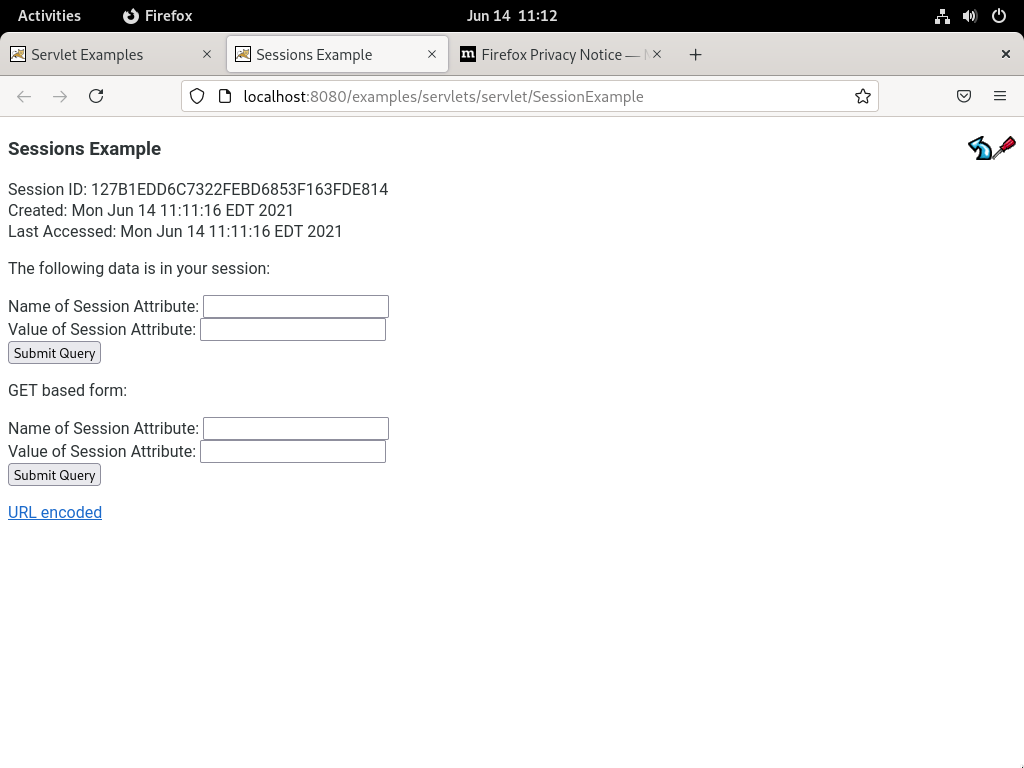 Activities
Firefox
Jun 14 11:12
Servlet Examples
Sessions Example
m Firefox Privacy Notice —
localhost:8080/examples/servlets/servlet/SessionExample
Sessions Example
Session ID: 127B1EDD6C7322FEBD6853F163FDE814
Created: Mon Jun 14 11:11:16 EDT 2021
Last Accessed: Mon Jun 14 11:11:16 EDT 2021
The following data is in your session:
Name of Session Attribute:
Value of Session Attribute:
Submit Query
GET based form:
Name of Session Attribute:
Value of Session Attribute:
Submit Query
URL encoded